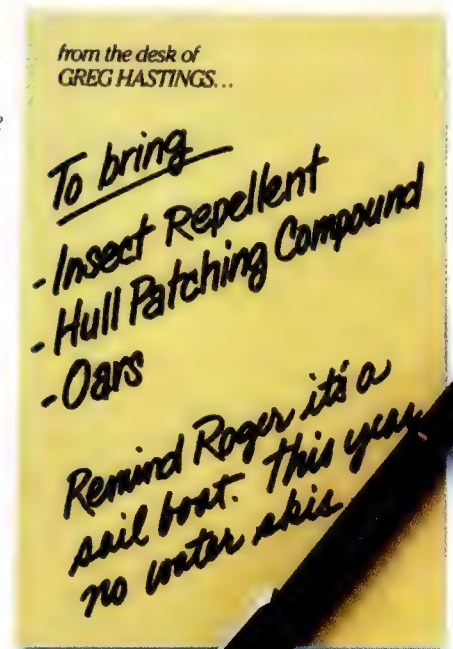 from the desk of
GREG HASTINGS...
To bring
- Insect Repellent
- Hull Patching Compound
- Oars
Remind Roger it's a
sail boat. This year
no water skis